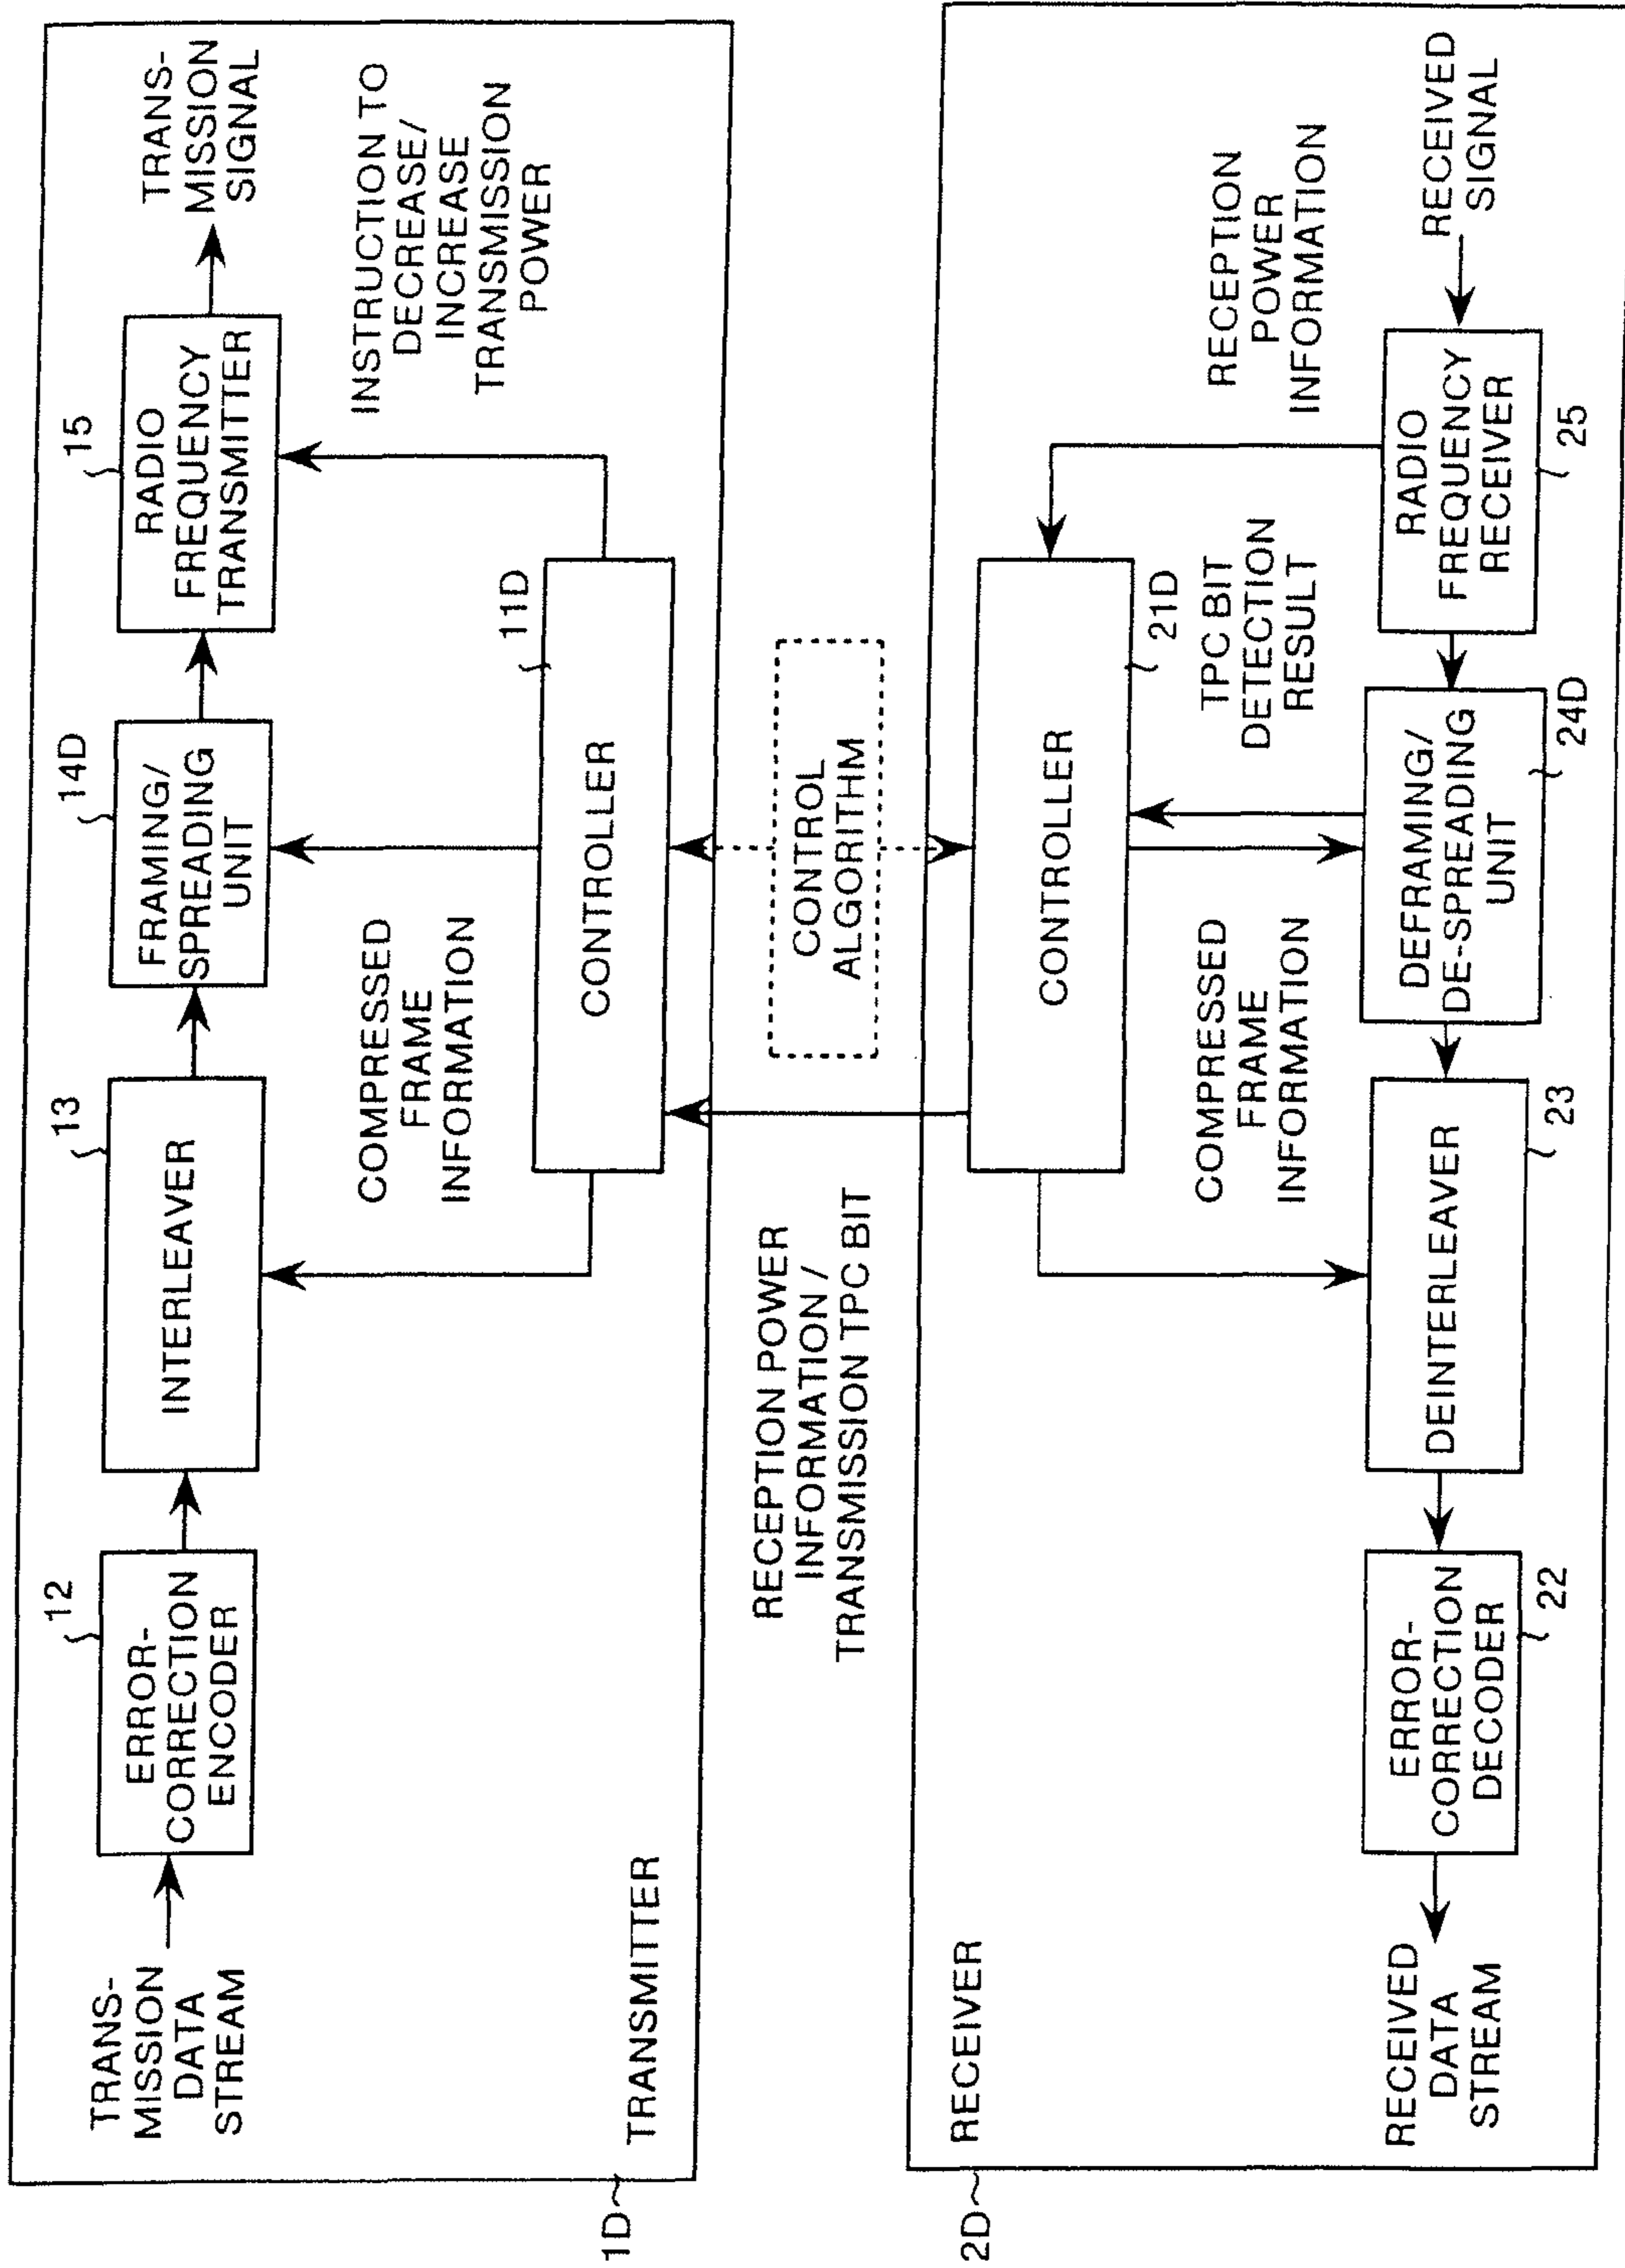 1D
TRANSMITTER
TRANS-
MISSION
DATA
STREAM
12
ERROR-
CORRECTION
ENCODER
13
INTERLEAVER
14D
FRAMING/
SPREADING
UNIT
15
RADIO
FREQUENCY
TRANSMITTER
TRANS-
MISSION
SIGNAL
COMPRESSED
FRAME
INFORMATION
INSTRUCTION TO
DECREASE/
INCREASE
TRANSMISSION
POWER
11D
CONTROLLER
RECEPTION POWER
INFORMATION /
TRANSMISSION TPC BIT
CONTROL
ALGORITHM
2D
RECEIVER
CONTROLLER
21D
COMPRESSED
FRAME
INFORMATION
TPC BIT
DETECTION
RESULT
RECEPTION
POWER
INFORMATION
RECEIVED
DATA
STREAM
ERROR-
CORRECTION
DECODER
22
DEINTERLEAVER
23
DEFRAMING/
DE-SPREADING
UNIT
24D
RADIO
FREQUENCY
RECEIVER
25
RECEIVED
SIGNAL